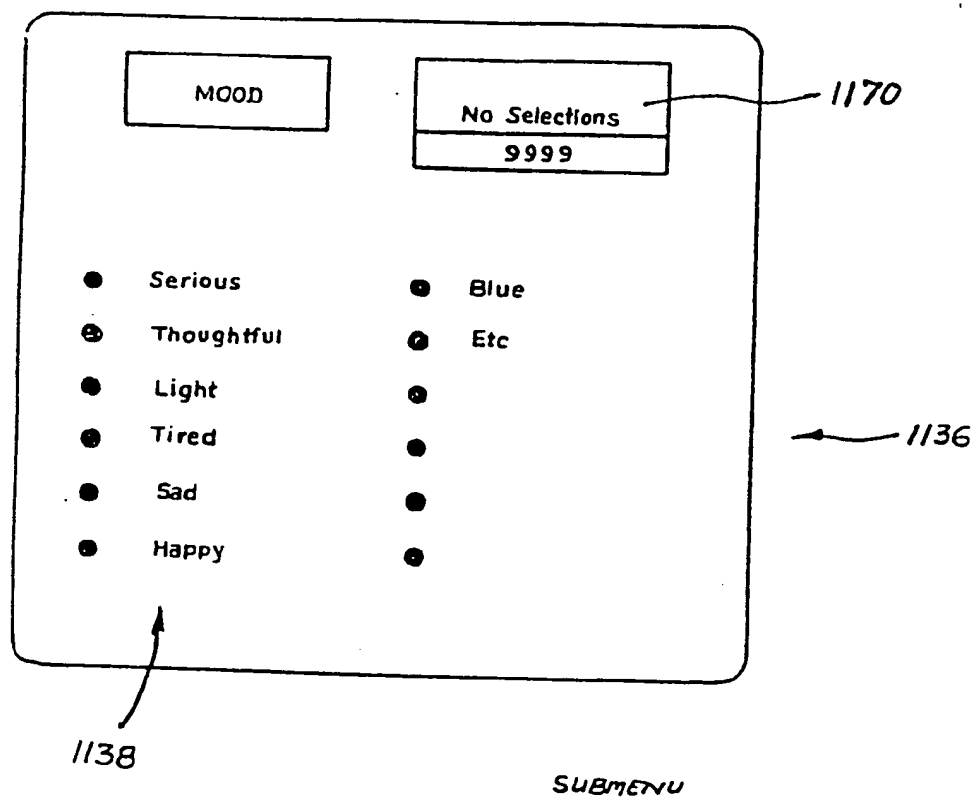 MOOD
No Selections
9999
1170
Serious
Thoughtful
Light
Tired
Sad
Happy
Blue
Etc
1136
1138
SUBMENU